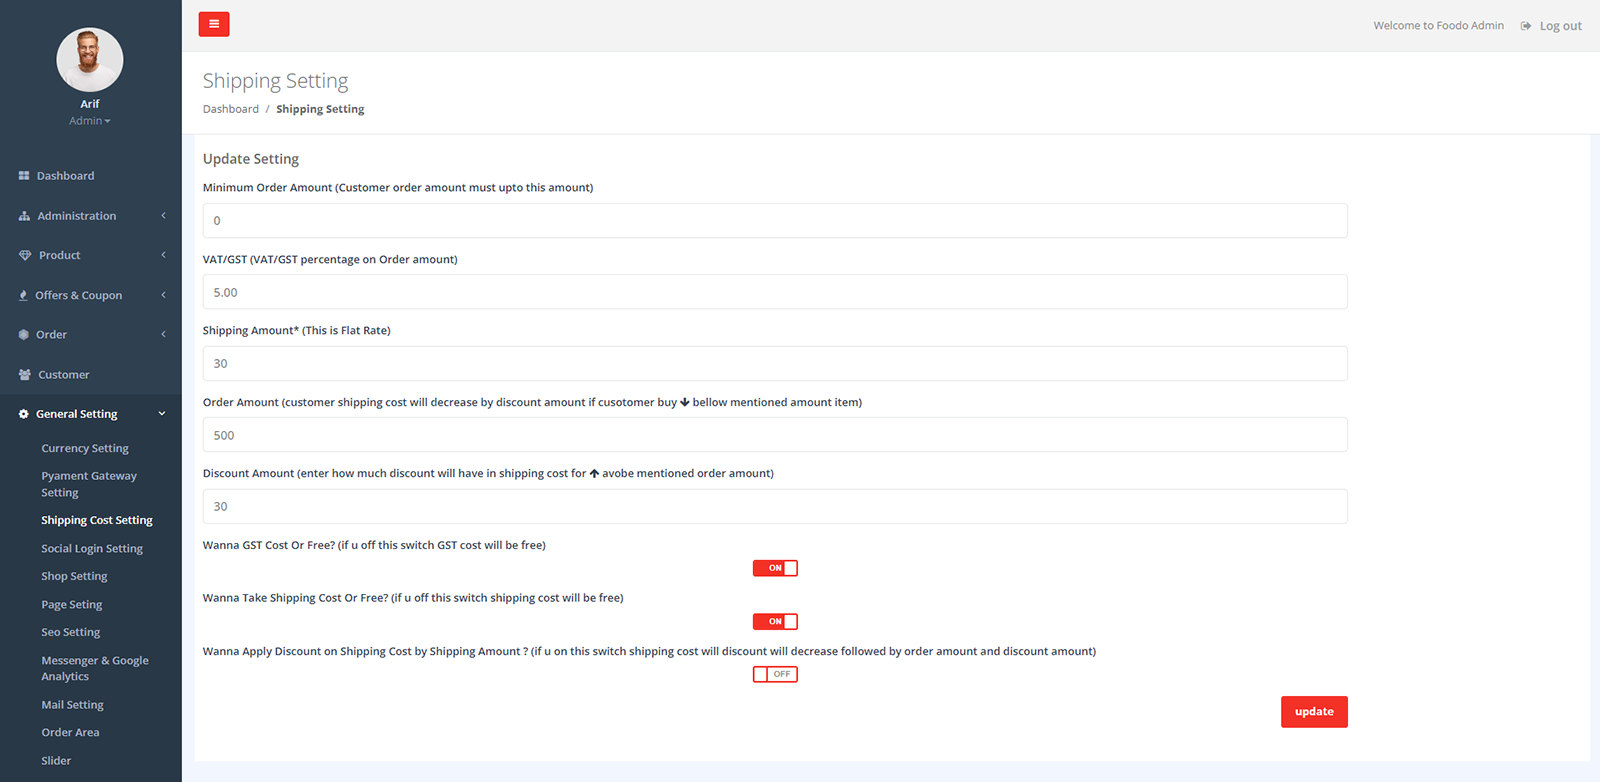 Arif
Admin
Dashboard
Administration
Product
Offers & Coupon
Order
Customer
General Setting
Currency Setting
Pyament Gateway
Setting
Shipping Cost Setting
Social Login Setting
Shop Setting
Page Seting
Seo Setting
Messenger & Google
Analytics
Mail Setting
Order Area
Slider
Welcome to Foodo Admin Log out
Shipping Setting
Dashboard / Shipping Setting
Update Setting
Minimum Order Amount (Customer order amount must upto this amount)
0
VAT/GST (VAT/GST percentage on Order amount)
5.00
Shipping Amount* (This is Flat Rate)
30
Order Amount (customer shipping cost will decrease by discount amount if cusotomer buy 🡫 bellow mentioned amount item)
500
Discount Amount (enter how much discount will have in shipping cost for 🡩 avobe mentioned order amount)
30
Wanna GST Cost Or Free? (if u off this switch GST cost will be free)
ON
Wanna Take Shipping Cost Or Free? (if u off this switch shipping cost will be free)
ON
Wanna Apply Discount on Shipping Cost by Shipping Amount ? (if u on this switch shipping cost will discount will decrease followed by order amount and discount amount)
OFF
update